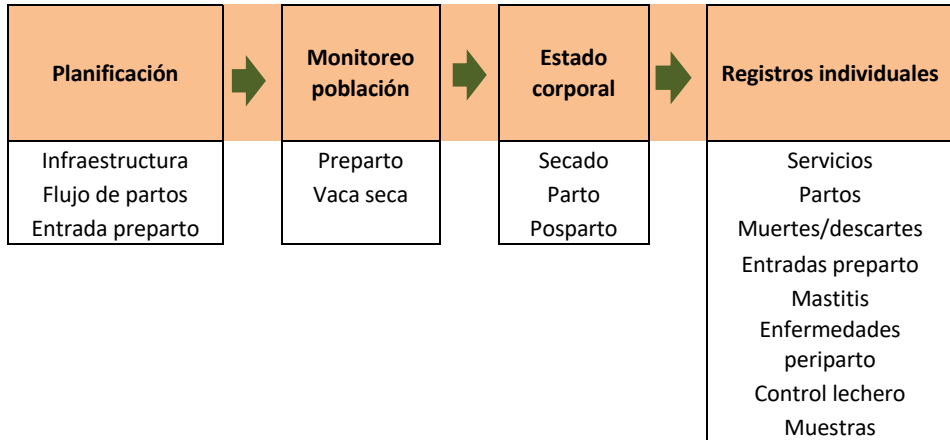 Planificación
Infraestructura
Flujo de partos
Entrada preparto
Monitoreo
población
Preparto
Vaca seca
Estado
corporal
Secado
Parto
Posparto
Registros individuales
Servicios
Partos
Muertes/descartes
Entradas preparto
Mastitis
Enfermedades
periparto
Control lechero
Muestras